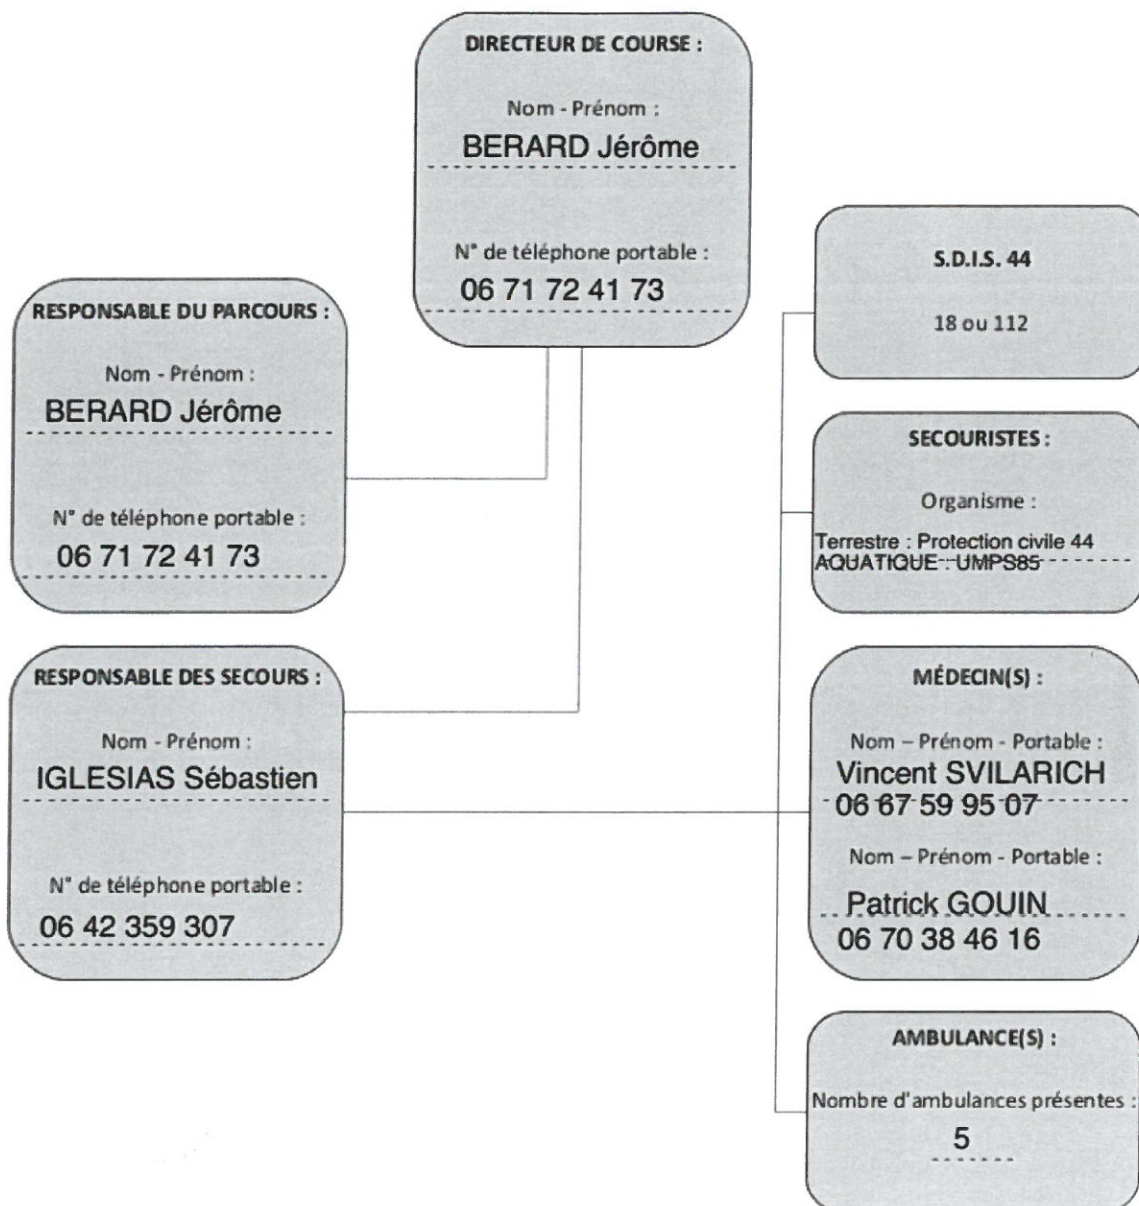 DIRECTEUR DE COURSE :
Nom - Prénom :
BERARD Jérôme
N° de téléphone portable :
06 71 72 41 73
RESPONSABLE DU PARCOURS :
Nom - Prénom :
BERARD Jérôme
N° de téléphone portable :
06 71 72 41 73
RESPONSABLE DES SECOURS :
Nom - Prénom :
IGLESIAS Sébastien
N° de téléphone portable :
06 42 359 307
S.D.I.S. 44
18 ou 112
SECOURISTES :
Organisme :
Terrestre : Protection civile 44
AQUATIQUE : UMPS85
MÉDECIN(S) :
Nom – Prénom - Portable :
Vincent SVILARICH
06 67 59 95 07
Nom – Prénom - Portable :
Patrick GOUIN
06 70 38 46 16
AMBULANCE(S) :
Nombre d'ambulances présentes :
5